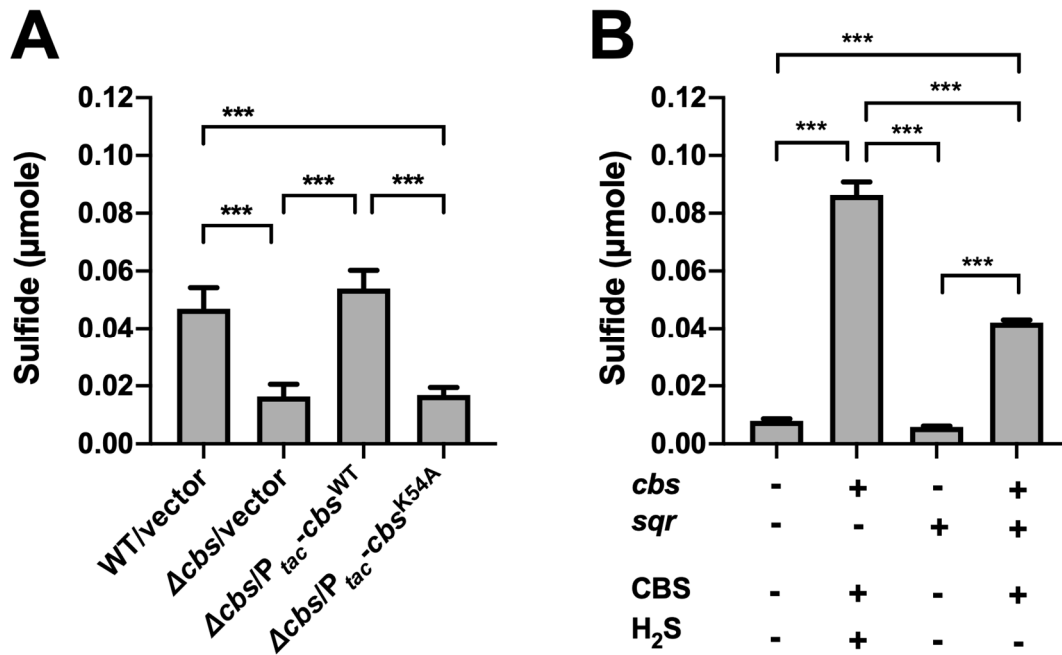 A
Sulfide (µmole)
0.12
0.10
0.08
0.06
0.04
0.02
0.00
***
***
***
***
WT/vector
Δcbs/vector
Δcbs/P tac-cbsWT
Δcbs/P tac-cbsK54A
B
Sulfide (µmole)
0.12
0.10
0.08
0.06
0.04
0.02
0.00
***
***
***
***
***
cbs - + - +
sqr - - + +
CBS - + - +
H2S - + - -